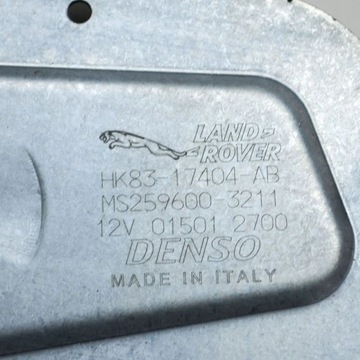 LAND-
ROVER
HK83-17404-AB
MS259600-3211
12V 01501 2700
DENSO
MADE IN ITALY